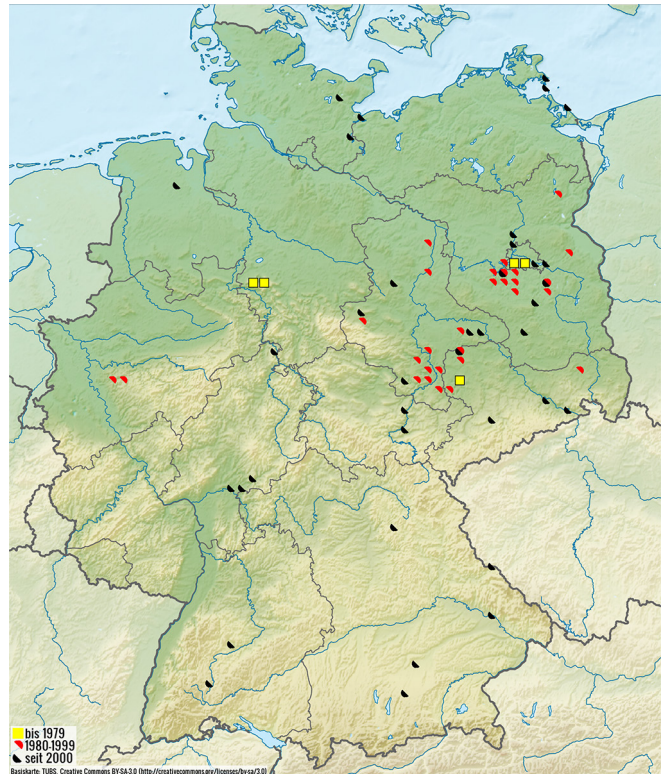 bis 1979
1980-1999
seit 2000
Basiskarte: TUBS, Creative Commons BY-SA-3.0 (http://creativecommons.org/licenses/by-sa/3.0)